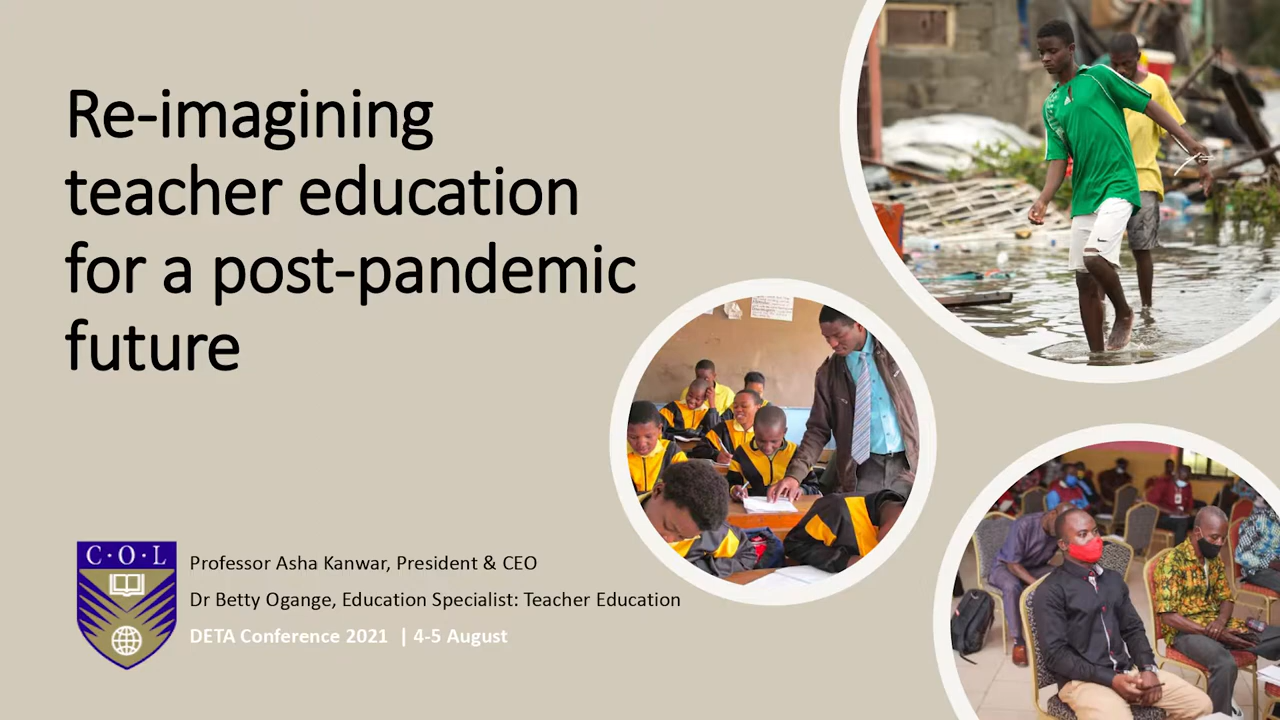 Re-imagining
teacher education
for a post-pandemic
future
C·O·L
Professor Asha Kanwar, President & CEO
Dr Betty Ogange, Education Specialist: Teacher Education
DETA Conference 2021 | 4-5 August